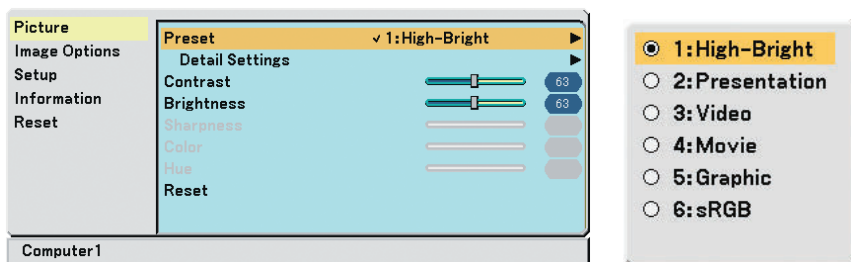 Picture
Image Options
Setup
Information
Reset
Preset ✓ 1:High-Bright
Detail Settings
Contrast 63
Brightness 63
Sharpness
Color
Hue
Reset
Computer1
1:High-Bright
2:Presentation
3:Video
4:Movie
5:Graphic
6:sRGB